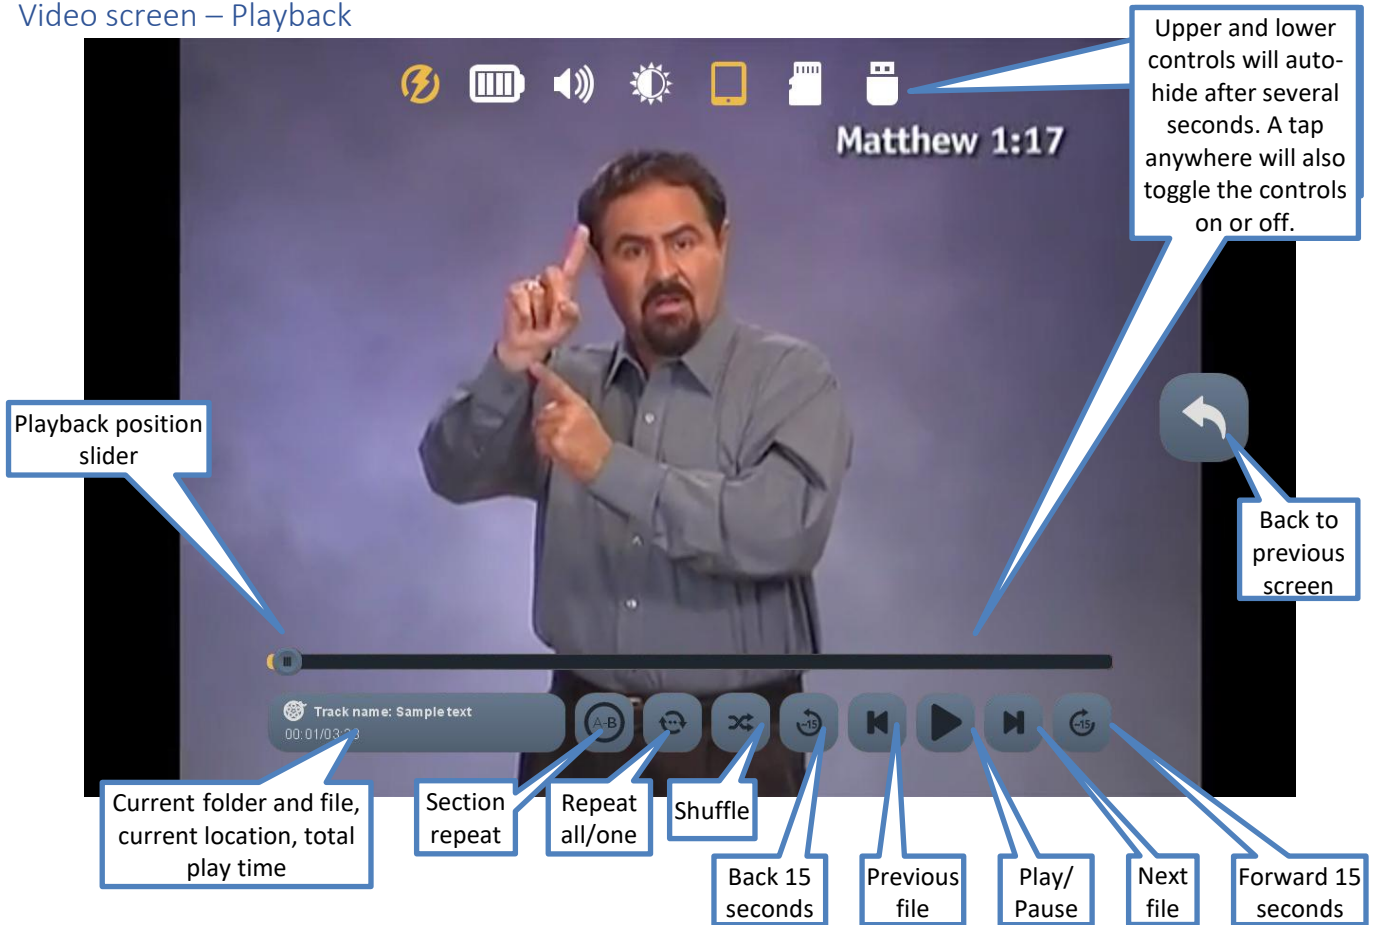 Video screen – Playback
Upper and lower
controls will auto-
hide after several
seconds. A tap
anywhere will also
toggle the controls
on or off.
Matthew 1:17
Playback position
slider
Back to
previous
screen
Track name: Sample text
A-B
-15
-15
Current folder and file,
current location, total
play time
Section
repeat
Repeat
all/one
Shuffle
Back 15
seconds
Previous
file
Play/
Pause
Next
file
Forward 15
seconds